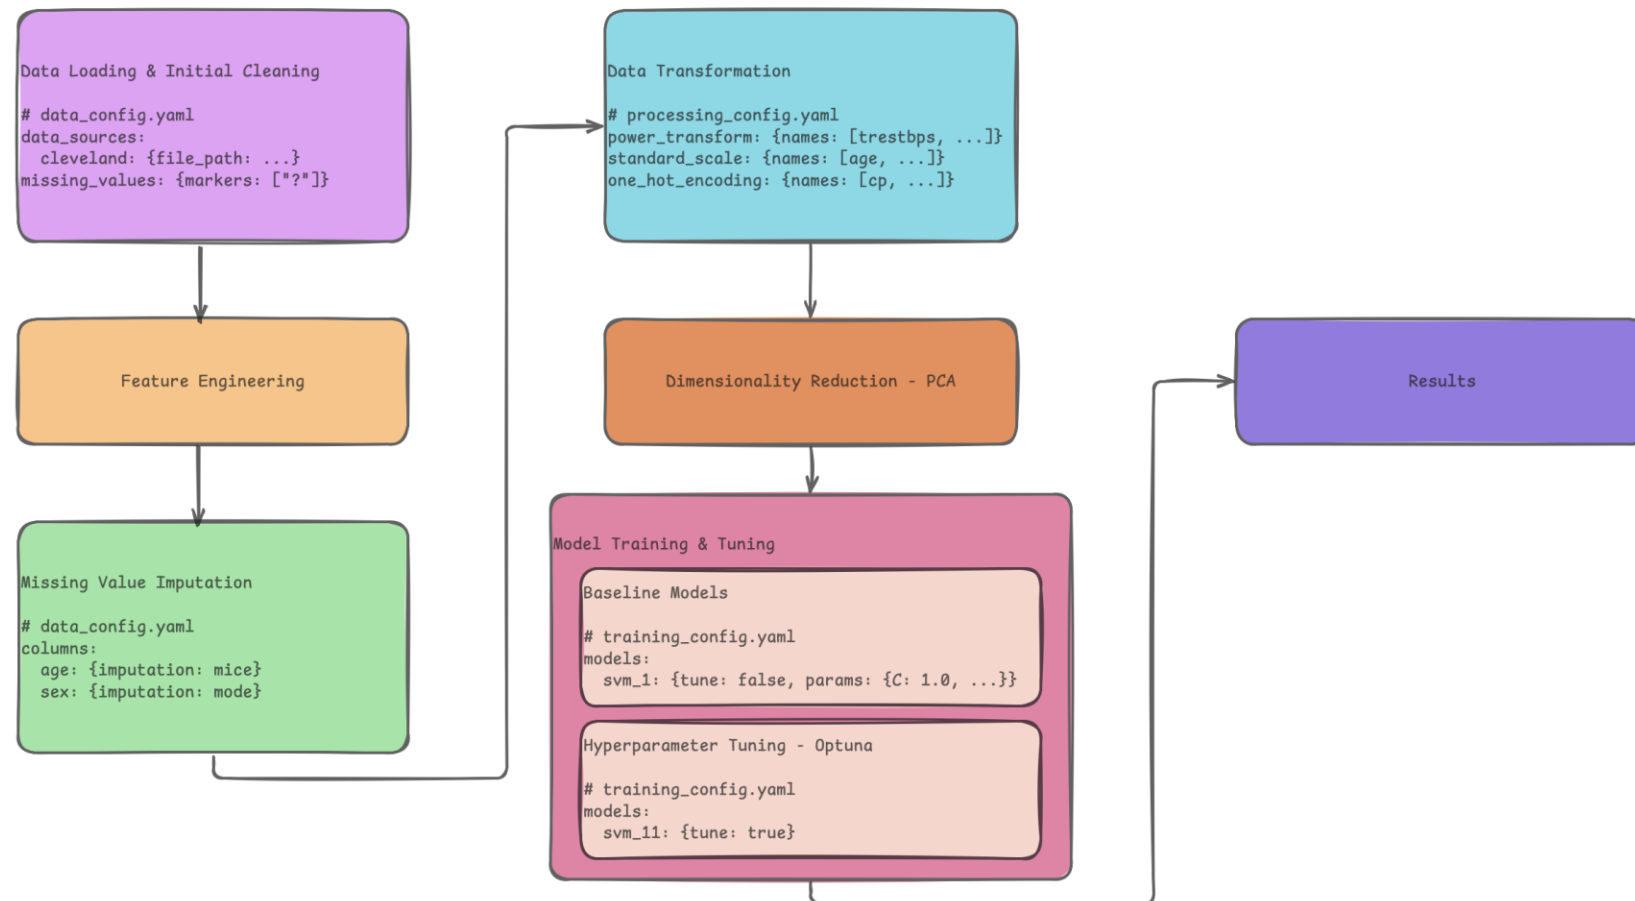 Data Loading & Initial Cleaning
# data_config.yaml
data_sources:
  cleveland: {file_path: ...}
missing_values: {markers: ["?"]}
Feature Engineering
Missing Value Imputation
# data_config.yaml
columns:
  age: {imputation: mice}
  sex: {imputation: mode}
Data Transformation
# processing_config.yaml
power_transform: {names: [trestbps, ...]}
standard_scale: {names: [age, ...]}
one_hot_encoding: {names: [cp, ...]}
Dimensionality Reduction - PCA
Model Training & Tuning
Baseline Models
# training_config.yaml
models:
  svm_1: {tune: false, params: {C: 1.0, ...}}
Hyperparameter Tuning - Optuna
# training_config.yaml
models:
  svm_11: {tune: true}
Results